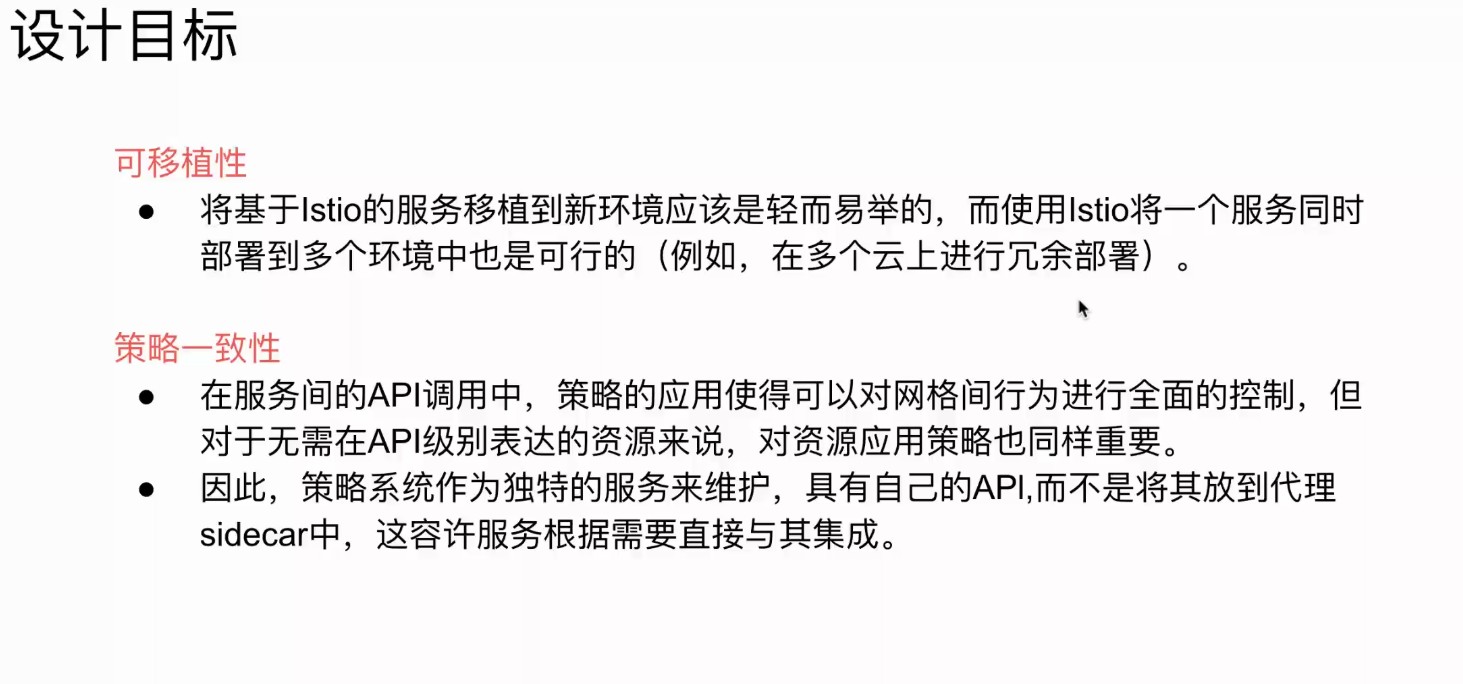 设计目标
可移植性
● 将基于Istio的服务移植到新环境应该是轻而易举的，而使用Istio将一个服务同时
部署到多个环境中也是可行的（例如，在多个云上进行冗余部署）。
策略一致性
● 在服务间的API调用中，策略的应用使得可以对网格间行为进行全面的控制，但
对于无需在API级别表达的资源来说，对资源应用策略也同样重要。
● 因此，策略系统作为独特的服务来维护，具有自己的API,而不是将其放到代理
sidecar中，这容许服务根据需要直接与其集成。